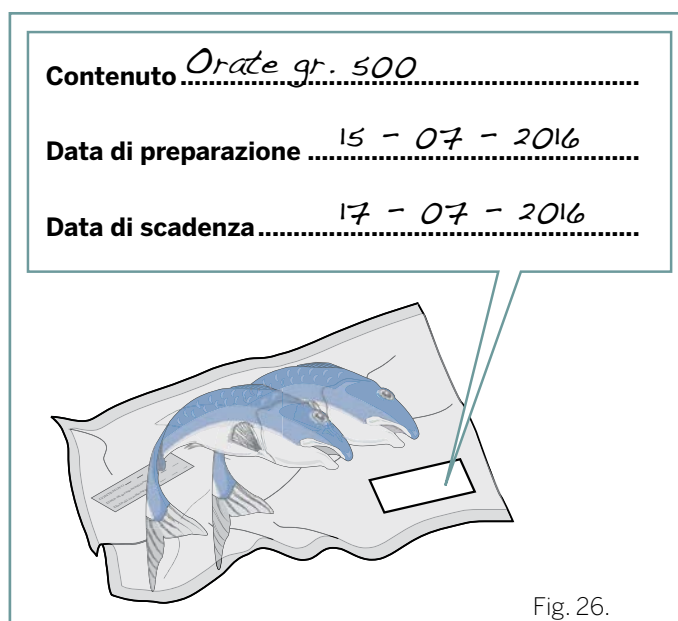 Contenuto Orate gr. 500
Data di preparazione 15 - 07 - 2016
Data di scadenza 17 - 07 - 2016
Fig. 26.